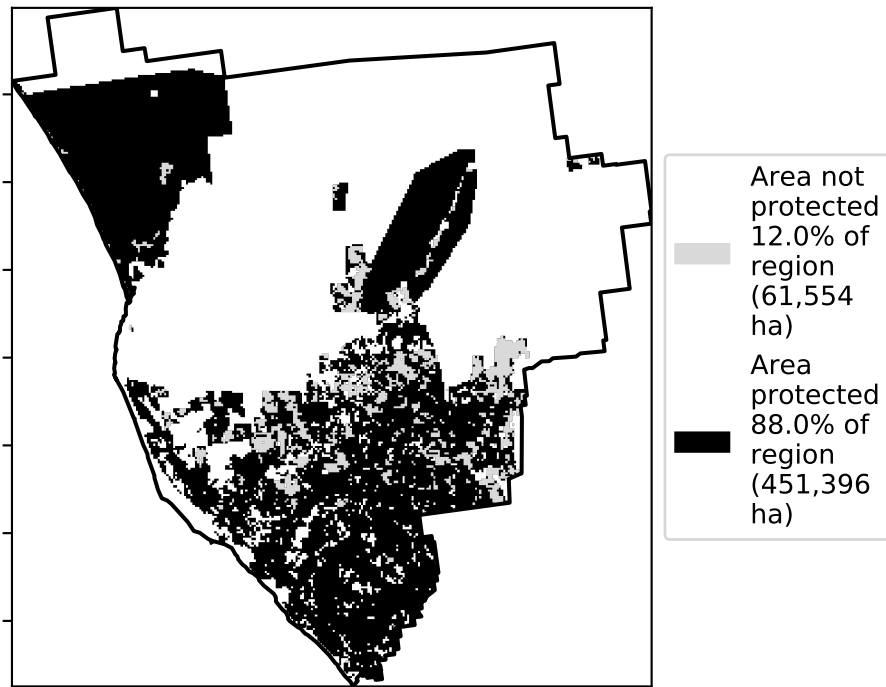 Area not
protected
12.0% of
region
(61,554
ha)
Area
protected
88.0% of
region
(451,396
ha)